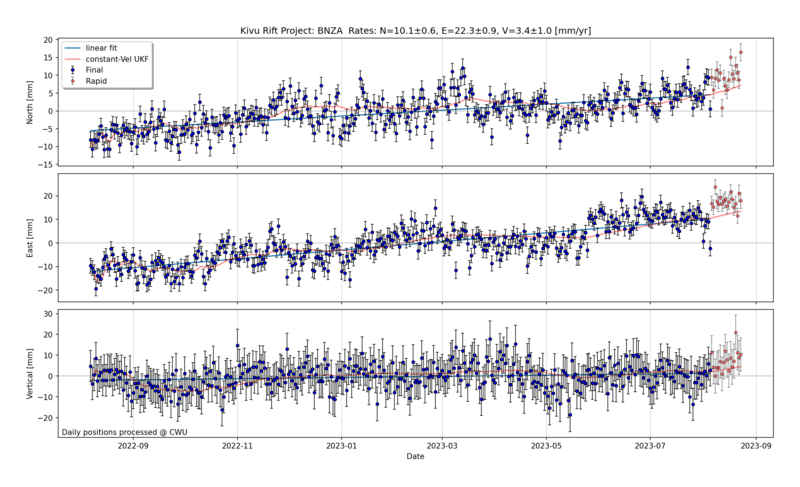 Kivu Rift Project: BNZA  Rates: N=10.1±0.6, E=22.3±0.9, V=3.4±1.0 [mm/yr]
linear fit
constant-Vel UKF
Final
Rapid
North [mm]
20
15
10
5
0
−5
−10
−15
East [mm]
20
10
0
−10
−20
Vertical [mm]
30
20
10
0
−10
−20
Daily positions processed @ CWU
2022-09
2022-11
2023-01
2023-03
2023-05
2023-07
2023-09
Date